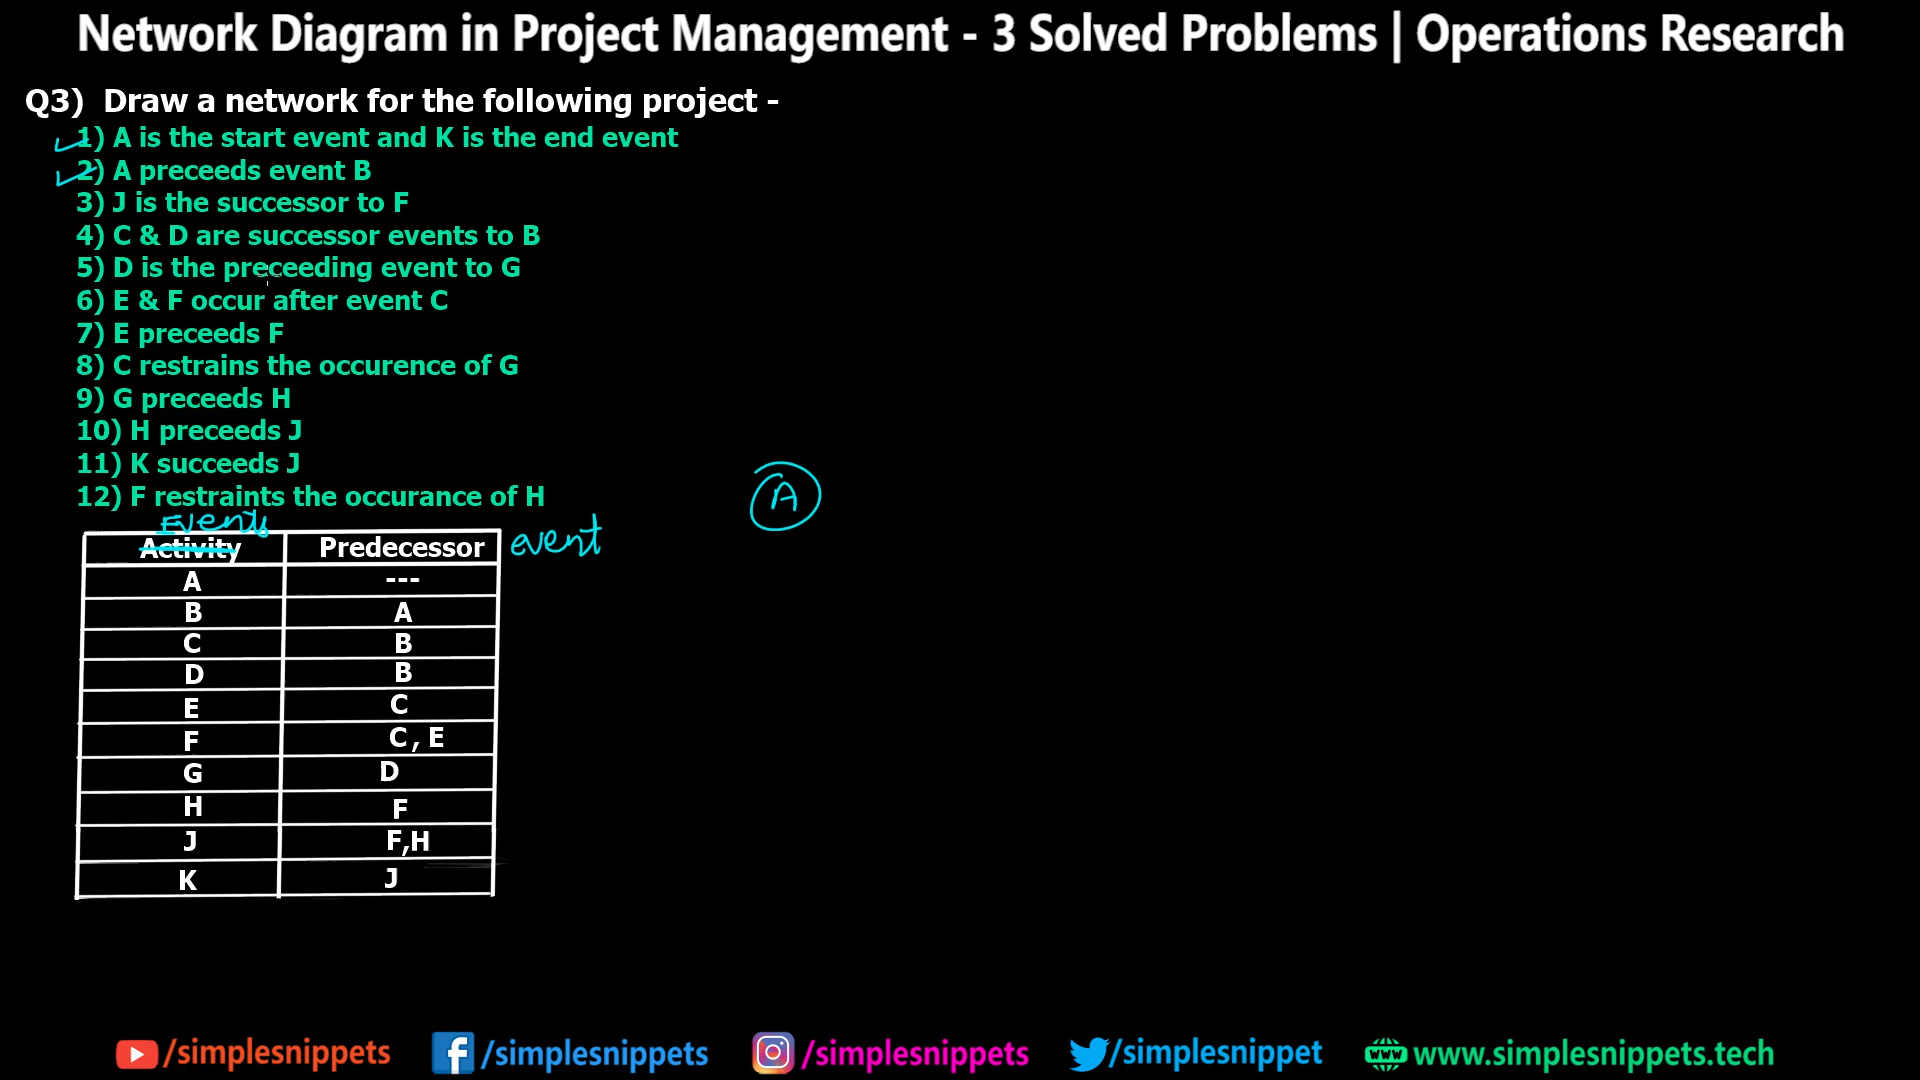 Network Diagram in Project Management - 3 Solved Problems | Operations Research
Q3) Draw a network for the following project -
1) A is the start event and K is the end event
2) A preceeds event B
3) J is the successor to F
4) C & D are successor events to B
5) D is the preceeding event to G
6) E & F occur after event C
7) E preceeds F
8) C restrains the occurence of G
9) G preceeds H
10) H preceeds J
11) K succeeds J
12) F restraints the occurance of H
A
Events
Activity Predecessor event
A ---
B A
C B
D B
E C
F C , E
G D
H F
J F,H
K J
/simplesnippets /simplesnippets /simplesnippets /simplesnippet www.simplesnippets.tech